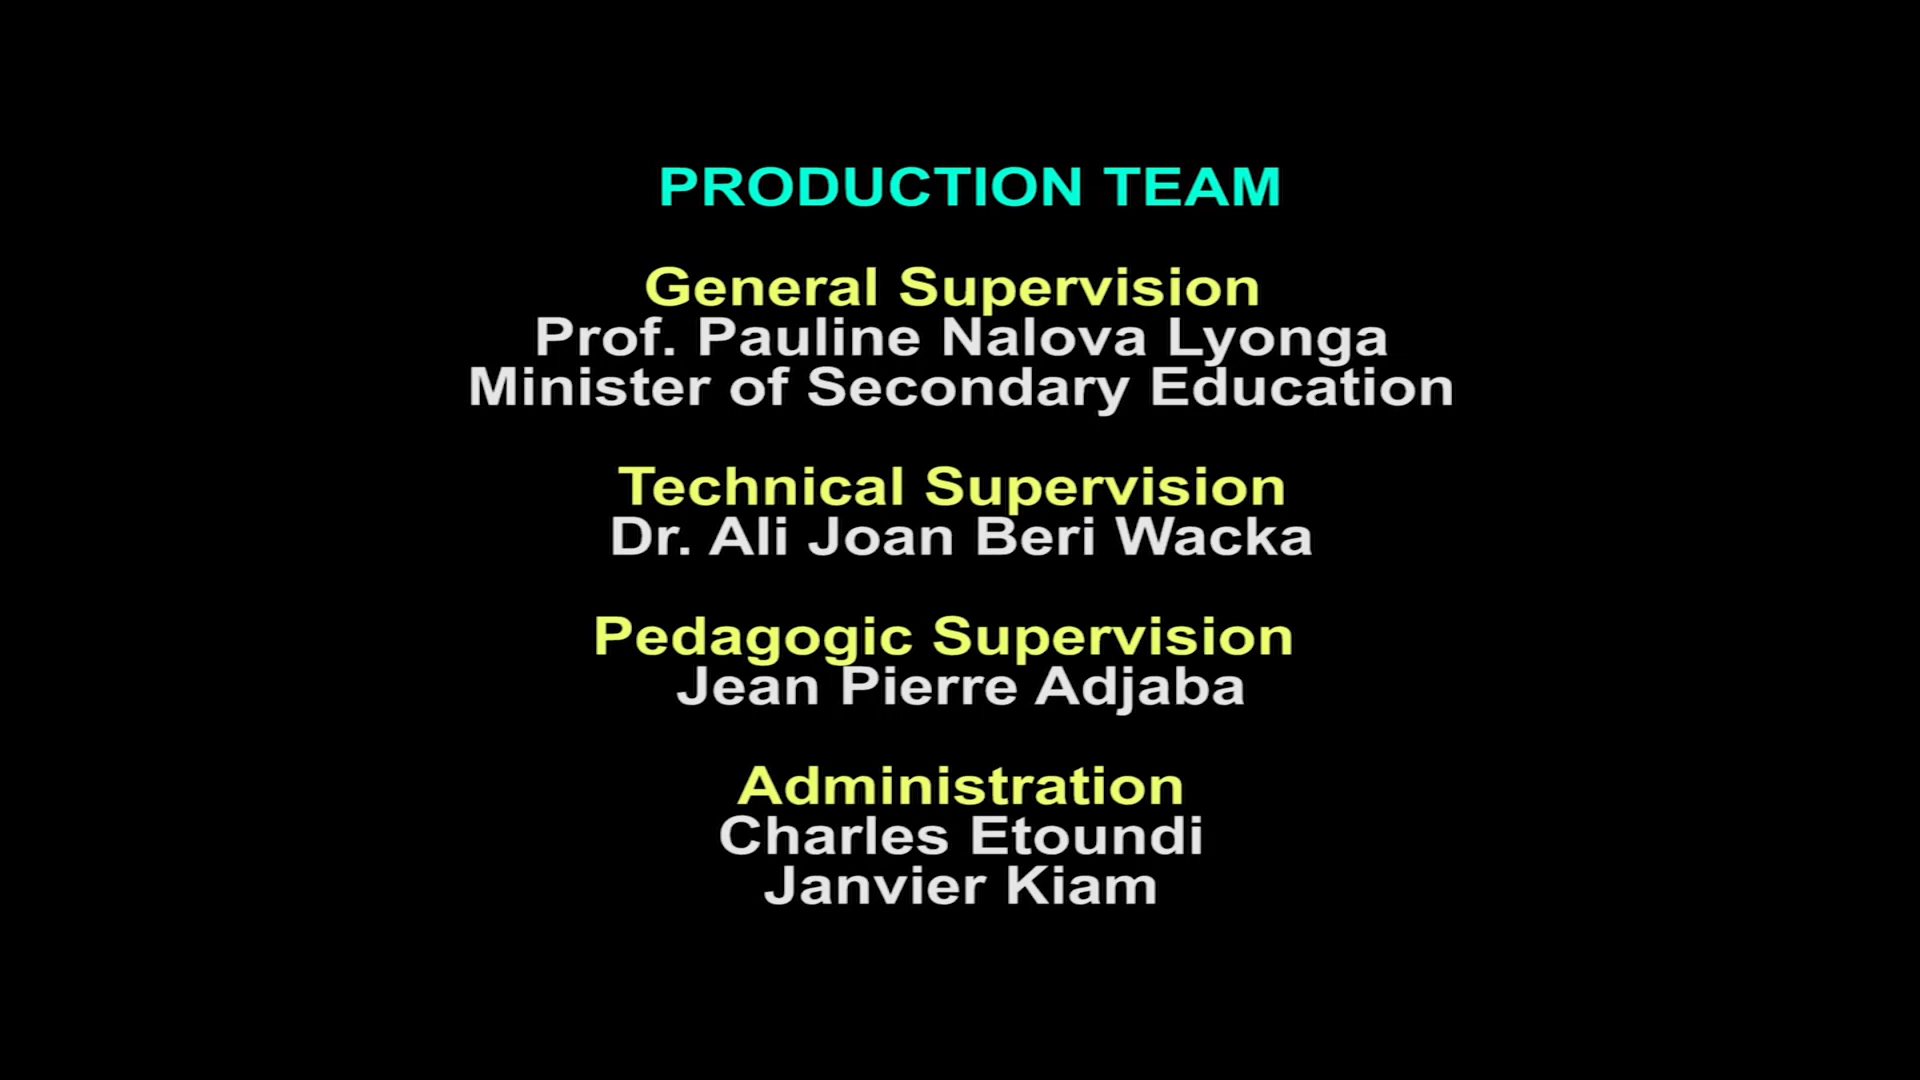 PRODUCTION TEAM
General Supervision
Prof. Pauline Nalova Lyonga
Minister of Secondary Education
Technical Supervision
Dr. Ali Joan Beri Wacka
Pedagogic Supervision
Jean Pierre Adjaba
Administration
Charles Etoundi
Janvier Kiam